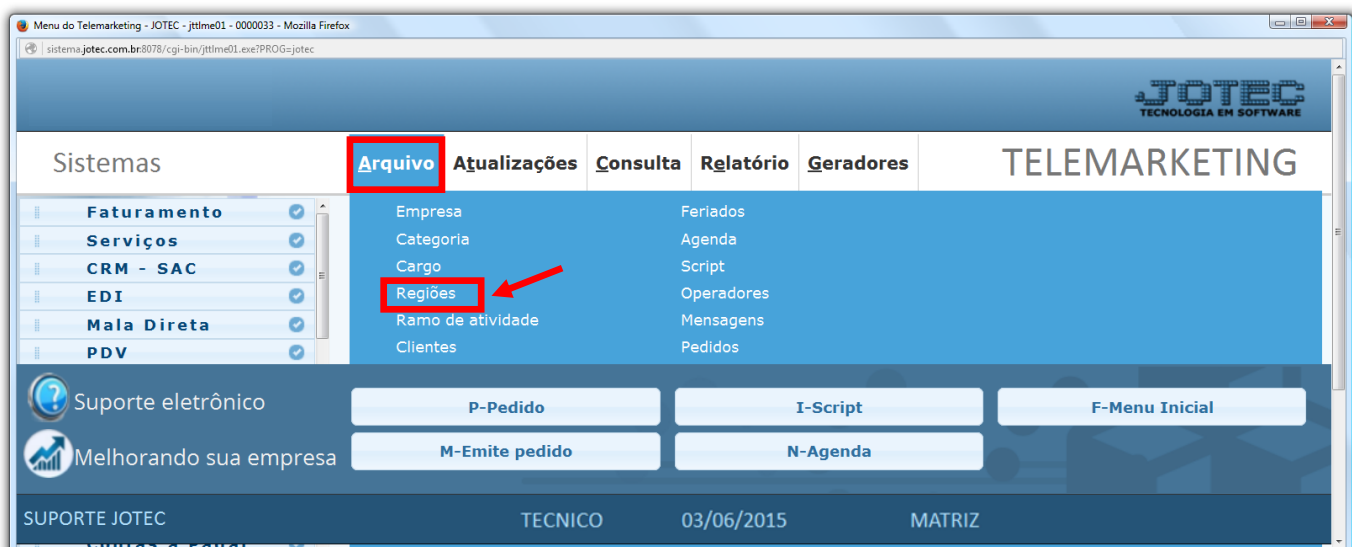 Menu do Telemarketing - JOTEC - jttlme01 - 0000033 - Mozilla Firefox
sistema.jotec.com.br:8078/cgi-bin/jttlme01.exe?PROG=jotec
JOTEC
TECNOLOGIA EM SOFTWARE
Sistemas
Arquivo Atualizações Consulta Relatório Geradores
TELEMARKETING
Faturamento
Serviços
CRM - SAC
EDI
Mala Direta
PDV
Empresa
Categoria
Cargo
Regiões
Ramo de atividade
Clientes
Feriados
Agenda
Script
Operadores
Mensagens
Pedidos
Suporte eletrônico
Melhorando sua empresa
P-Pedido
I-Script
F-Menu Inicial
M-Emite pedido
N-Agenda
SUPORTE JOTEC TECNICO 03/06/2015 MATRIZ